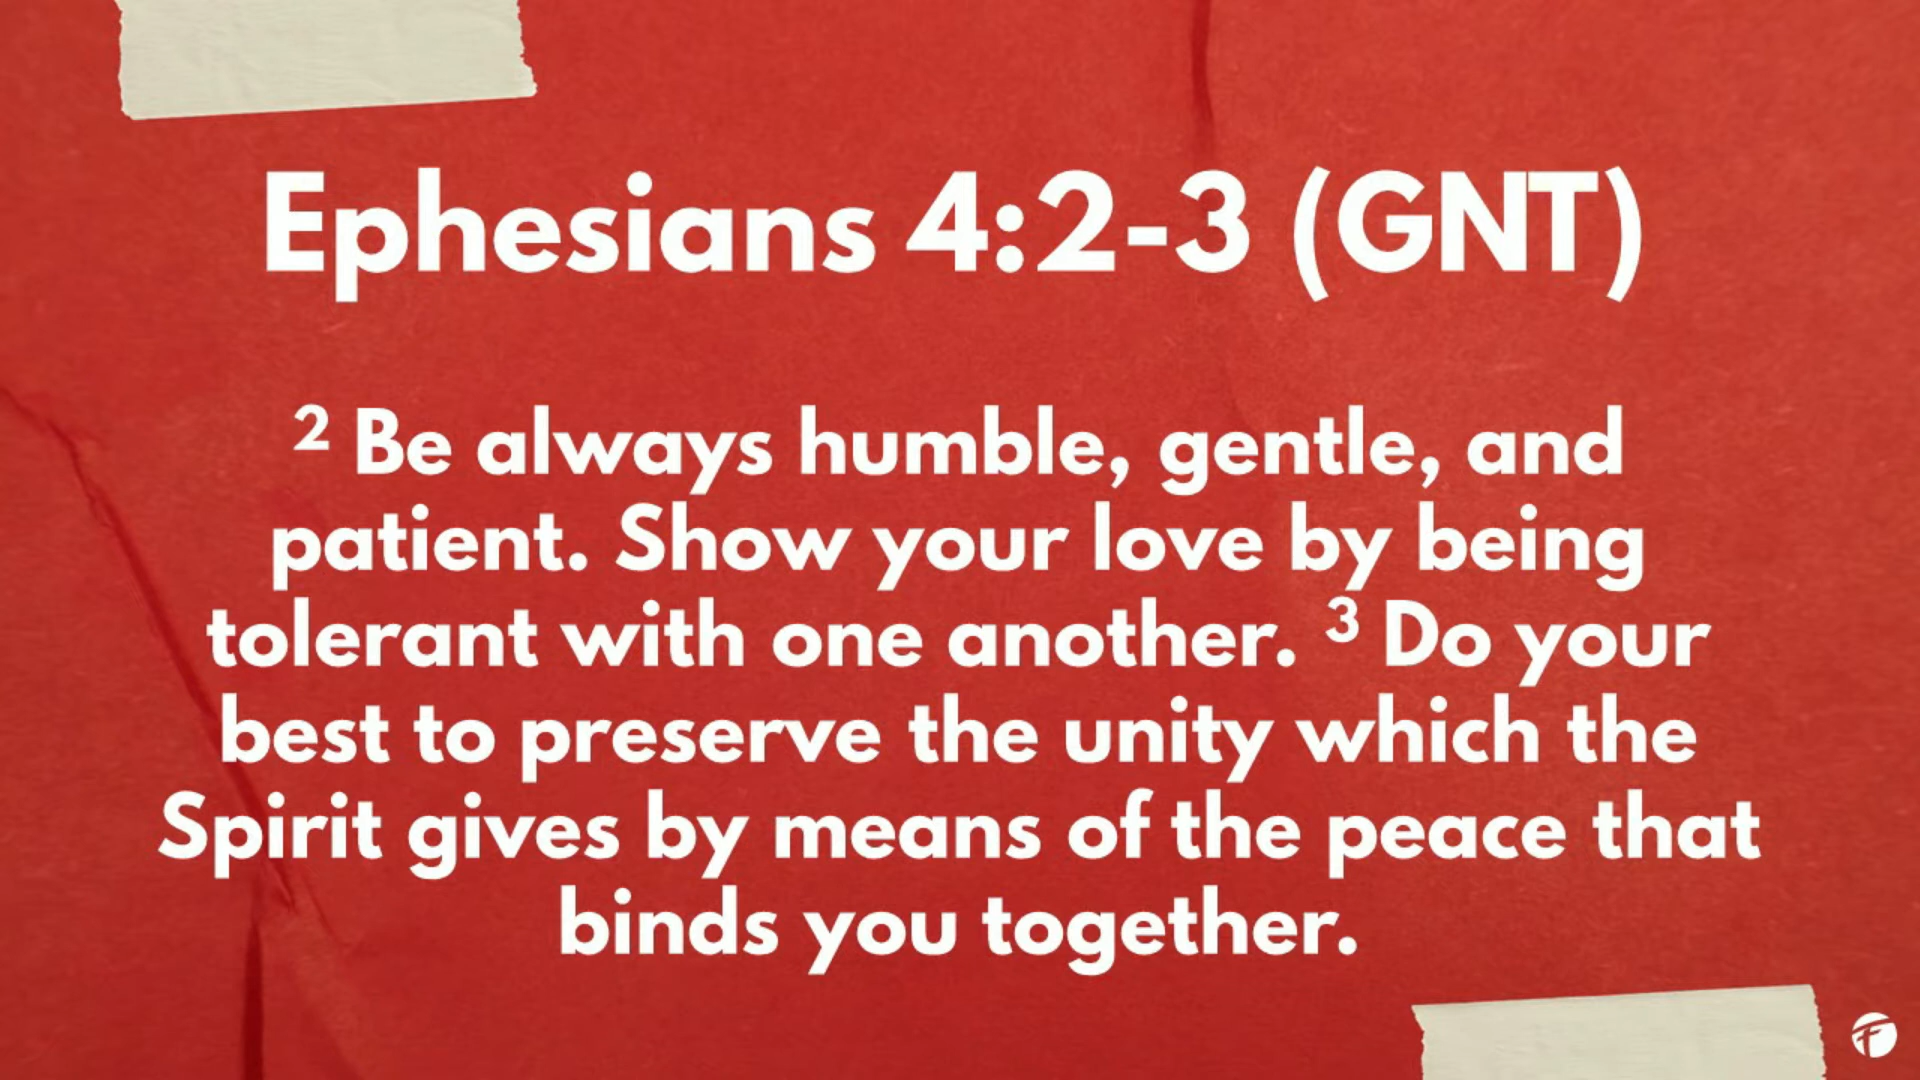 Ephesians 4:2-3 (GNT)
² Be always humble, gentle, and
patient. Show your love by being
tolerant with one another. ³ Do your
best to preserve the unity which the
Spirit gives by means of the peace that
binds you together.